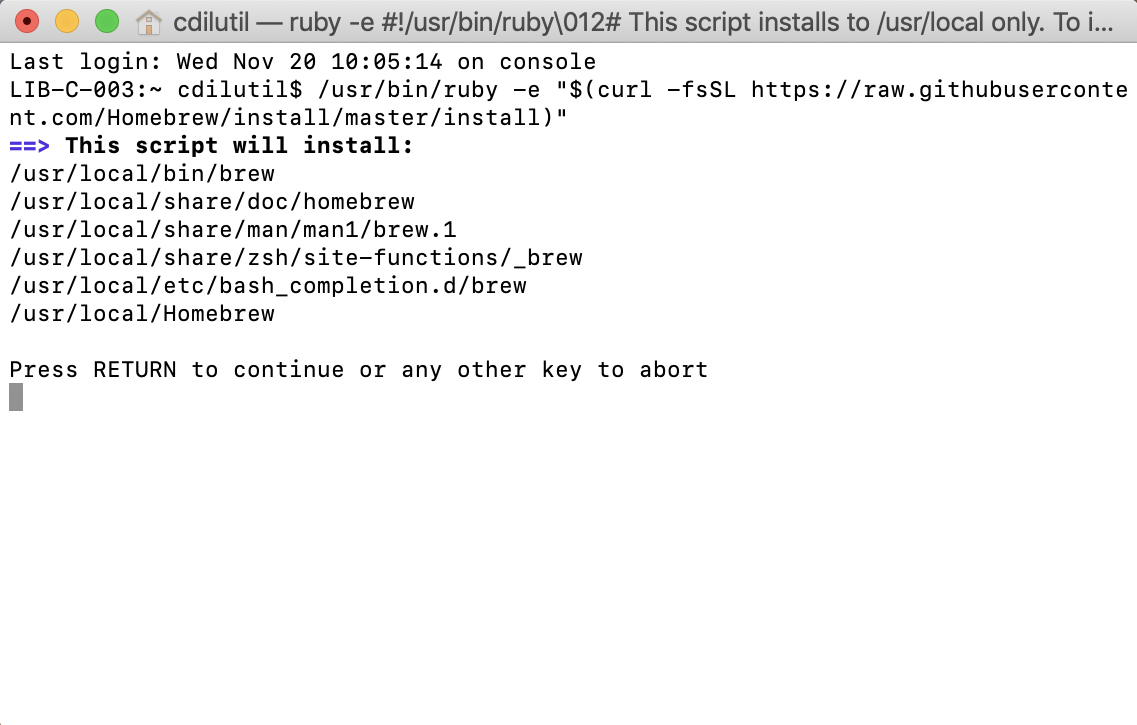 cdilutil — ruby -e #!/usr/bin/ruby\012# This script installs to /usr/local only. To i...
Last login: Wed Nov 20 10:05:14 on console
LIB-C-003:~ cdilutil$ /usr/bin/ruby -e "$(curl -fsSL https://raw.githubuserconte
nt.com/Homebrew/install/master/install)"
==> This script will install:
/usr/local/bin/brew
/usr/local/share/doc/homebrew
/usr/local/share/man/man1/brew.1
/usr/local/share/zsh/site-functions/_brew
/usr/local/etc/bash_completion.d/brew
/usr/local/Homebrew
Press RETURN to continue or any other key to abort